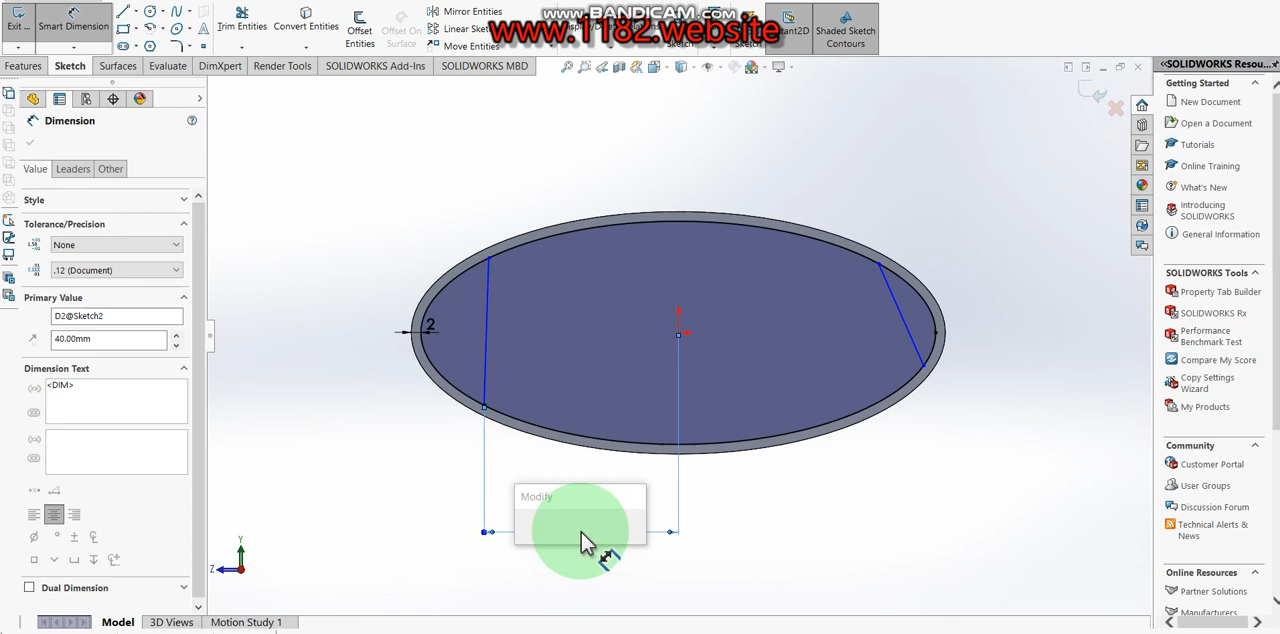 www.BANDICAM.com
www.1182.website
Exit ...
Smart Dimension
Trim Entities
Convert Entities
Offset Entities
Offset On Surface
Mirror Entities
Linear Sketch
Move Entities
Sketch
Instant2D
Shaded Sketch Contours
Features
Sketch
Surfaces
Evaluate
DimXpert
Render Tools
SOLIDWORKS Add-Ins
SOLIDWORKS MBD
Dimension
Value
Leaders
Other
Style
Tolerance/Precision
None
.12 (Document)
Primary Value
D2@Sketch2
40.00mm
Dimension Text
<DIM>
Dual Dimension
2
Modify
Y
Z
Model
3D Views
Motion Study 1
SOLIDWORKS Resou...
Getting Started
New Document
Open a Document
Tutorials
Online Training
What's New
Introducing
SOLIDWORKS
General Information
SOLIDWORKS Tools
Property Tab Builder
SOLIDWORKS Rx
Performance
Benchmark Test
Compare My Score
Copy Settings
Wizard
My Products
Community
Customer Portal
User Groups
Discussion Forum
Technical Alerts &
News
Online Resources
Partner Solutions
Manufacturers